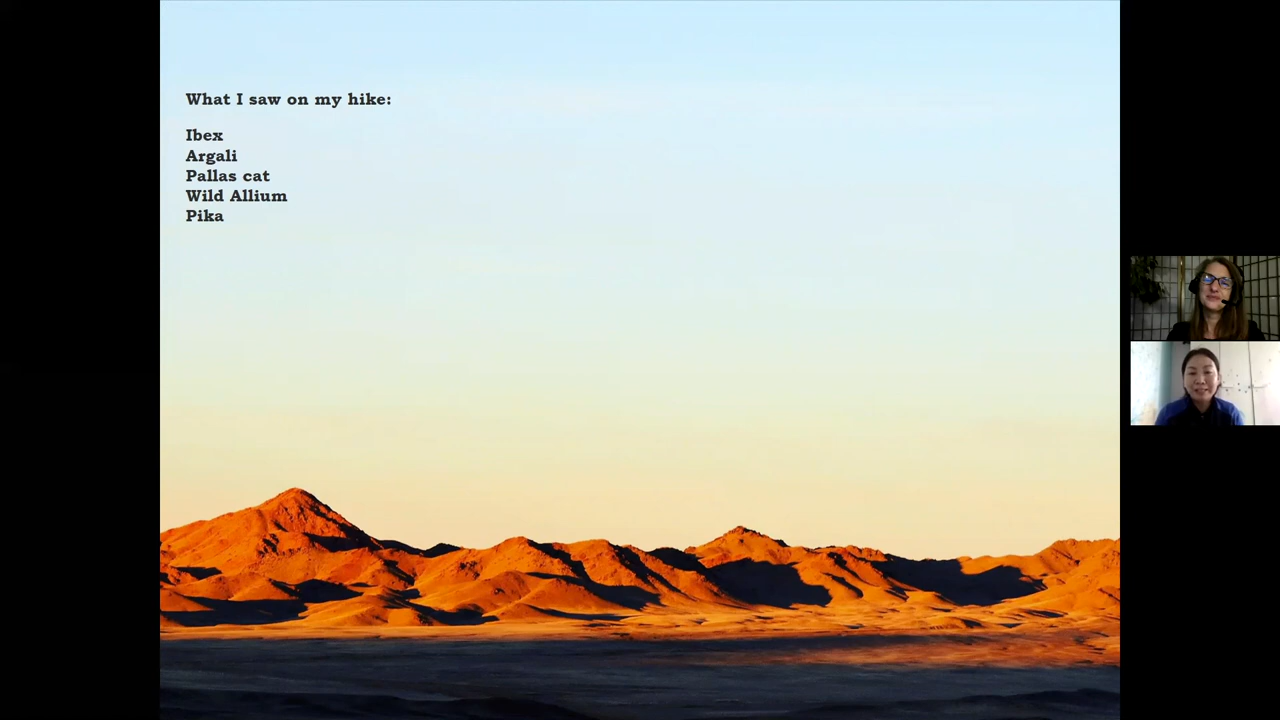 What I saw on my hike:
Ibex
Argali
Pallas cat
Wild Allium
Pika